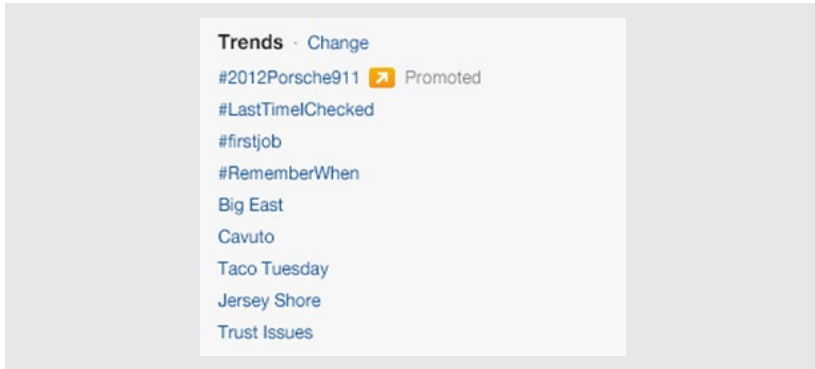 Trends · Change
#2012Porsche911 Promoted
#LastTimeIChecked
#firstjob
#RememberWhen
Big East
Cavuto
Taco Tuesday
Jersey Shore
Trust Issues